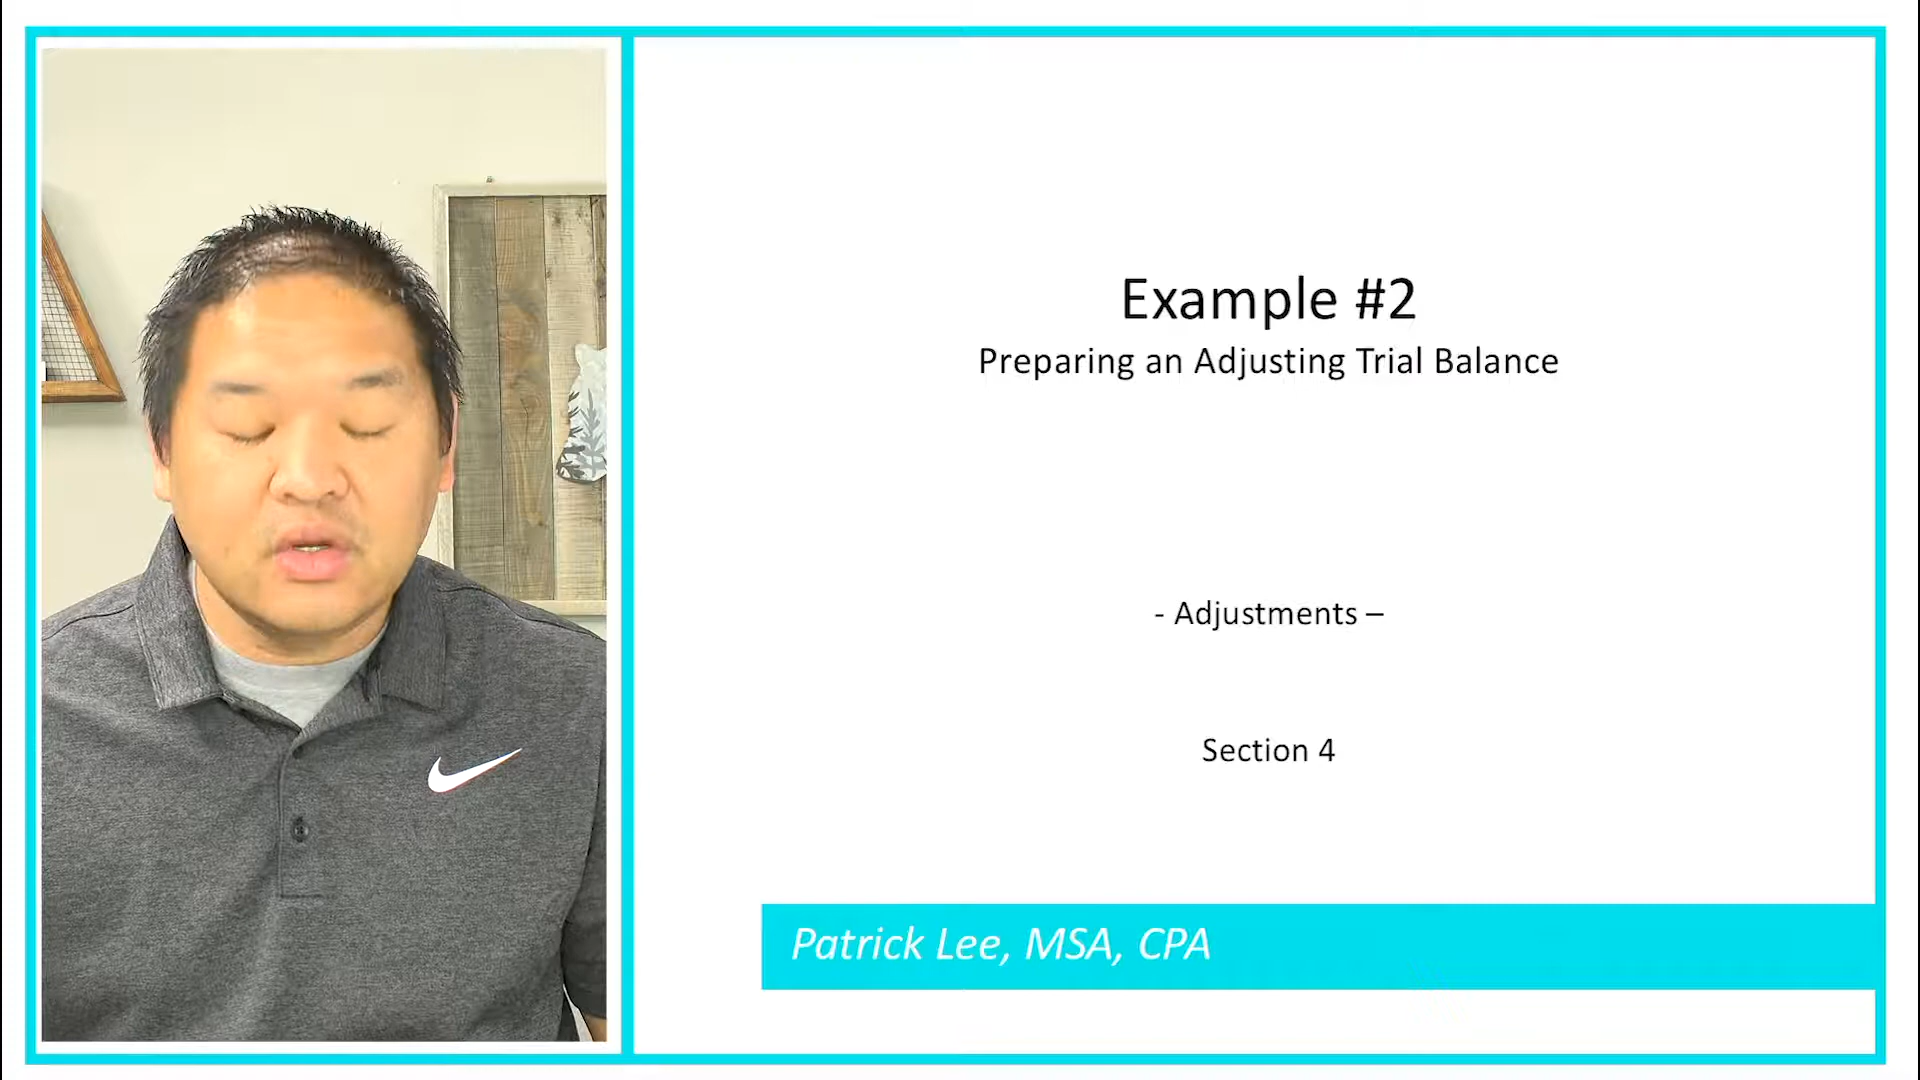 Example #2
Preparing an Adjusting Trial Balance
- Adjustments –
Section 4
Patrick Lee, MSA, CPA